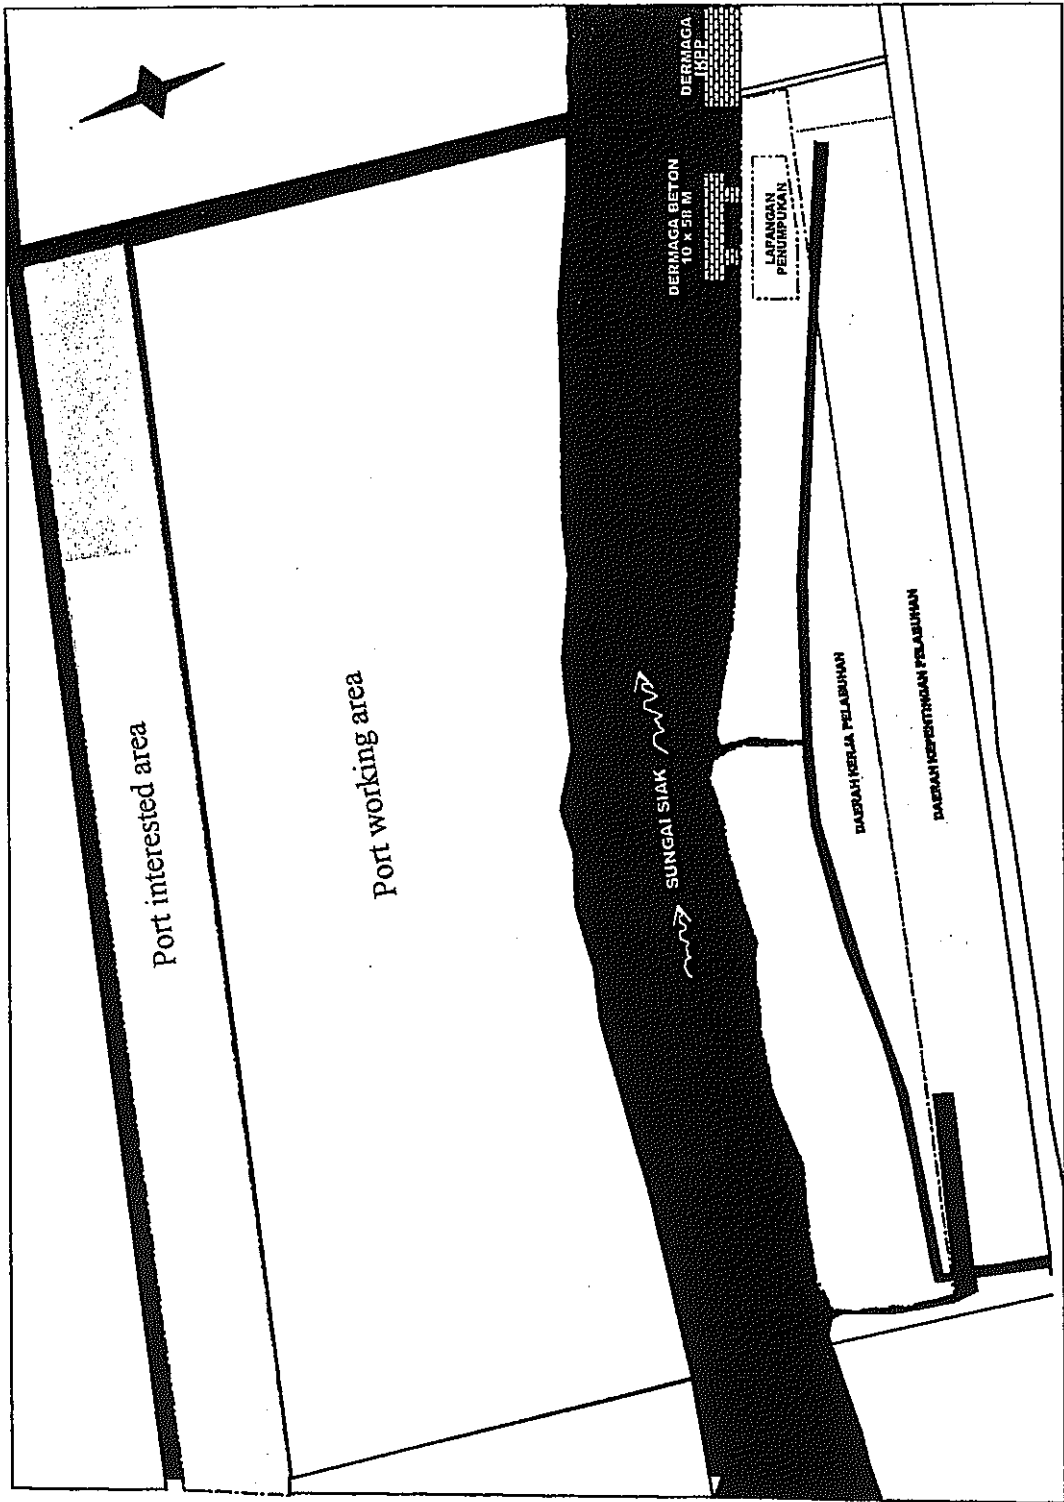 Port interested area
Port working area
SUNGAI SIAK
DERMAGA BETON
10 X 50 M
DERMAGA
IKPP
LAPANGAN
PENUMPUKAN
DAERAH KERJA PELABUHAN
DAERAH KEPENTINGAN PELABUHAN